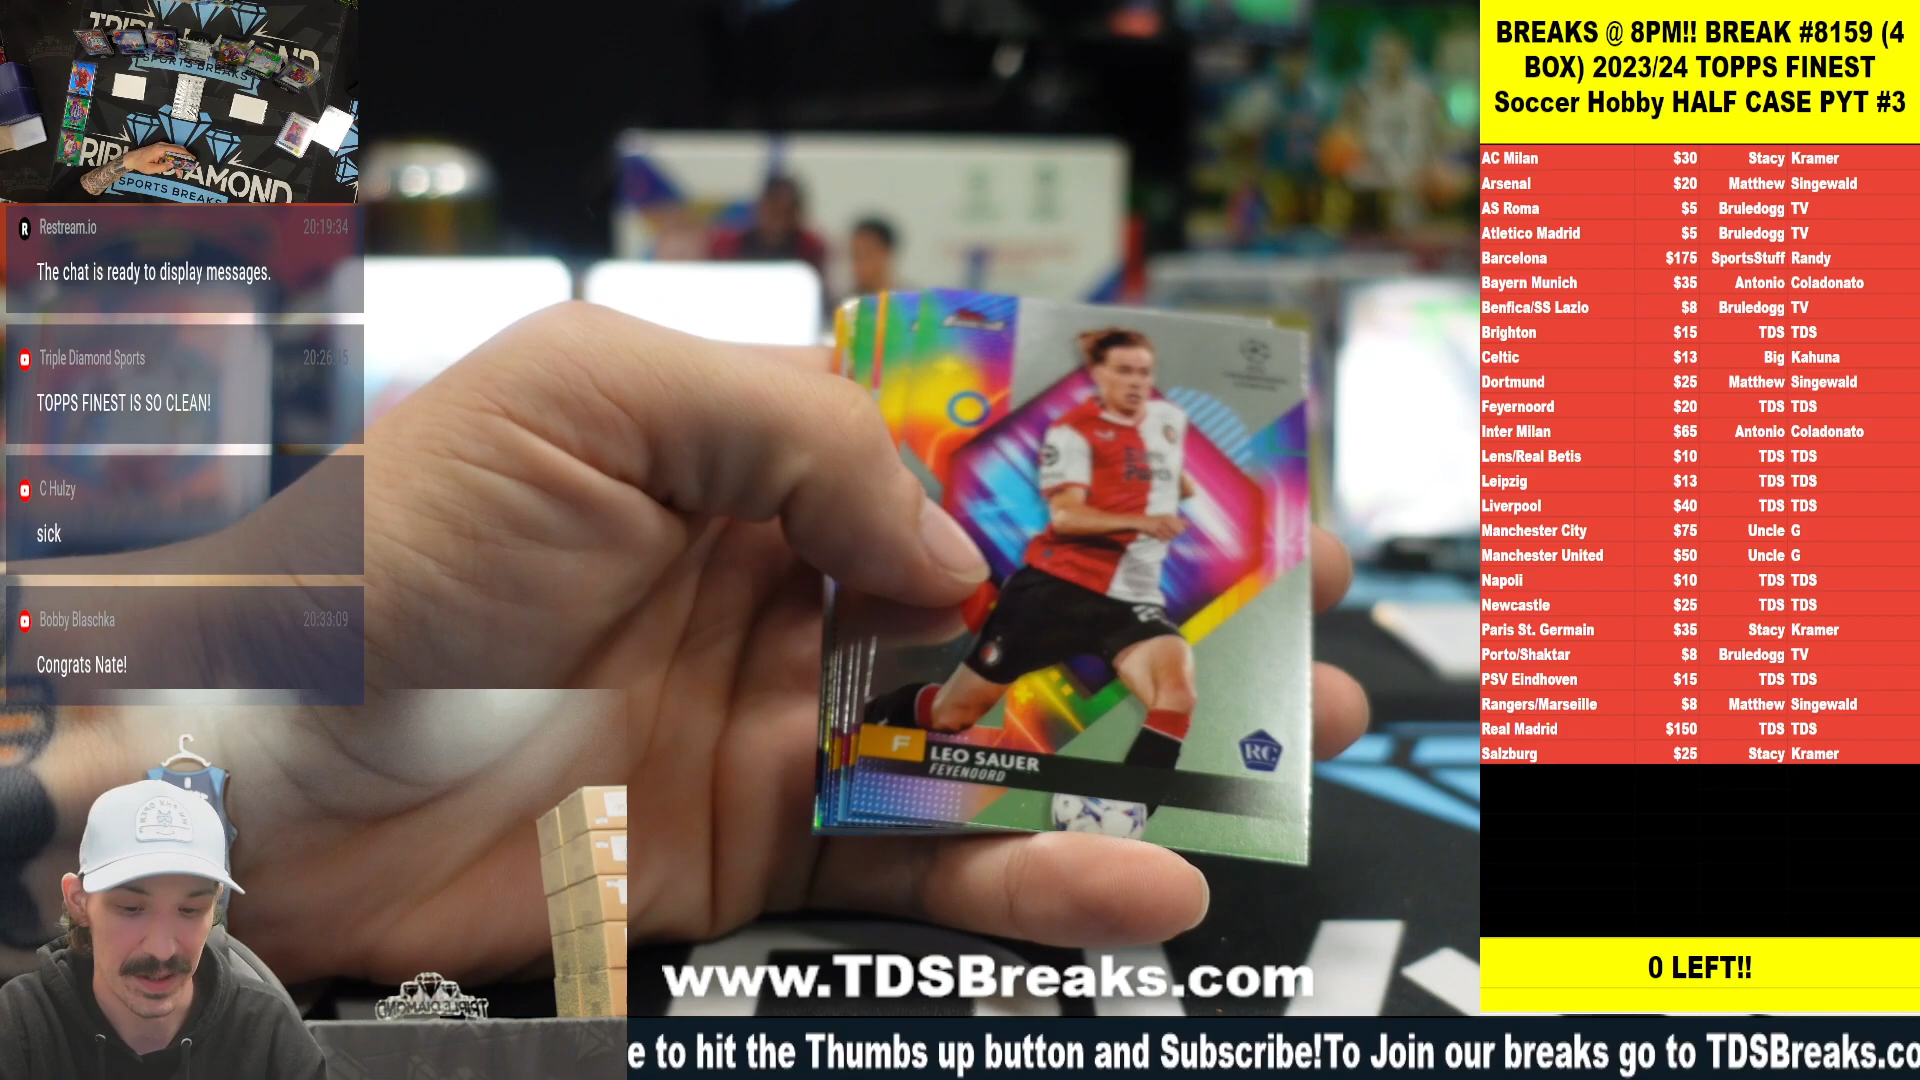 TRIPLE DIAMOND
SPORTS BREAKS
SPORTS BREAKS
Restream.io 20:19:34
The chat is ready to display messages.
Triple Diamond Sports
TOPPS FINEST IS SO CLEAN!
C Hulzy
sick
Bobby Blaschka 20:33:09
Congrats Nate!
F LEO SAUER
FEYENOORD
RC
www.TDSBreaks.com
e to hit the Thumbs up button and Subscribe!To Join our breaks go to TDSBreaks.co
BREAKS @ 8PM!! BREAK #8159 (4
BOX) 2023/24 TOPPS FINEST
Soccer Hobby HALF CASE PYT #3
AC Milan $30 Stacy Kramer
Arsenal $20 Matthew Singewald
AS Roma $5 Bruledogg TV
Atletico Madrid $5 Bruledogg TV
Barcelona $175 SportsStuff Randy
Bayern Munich $35 Antonio Coladonato
Benfica/SS Lazio $8 Bruledogg TV
Brighton $15 TDS TDS
Celtic $13 Big Kahuna
Dortmund $25 Matthew Singewald
Feyernoord $20 TDS TDS
Inter Milan $65 Antonio Coladonato
Lens/Real Betis $10 TDS TDS
Leipzig $13 TDS TDS
Liverpool $40 TDS TDS
Manchester City $75 Uncle G
Manchester United $50 Uncle G
Napoli $10 TDS TDS
Newcastle $25 TDS TDS
Paris St. Germain $35 Stacy Kramer
Porto/Shaktar $8 Bruledogg TV
PSV Eindhoven $15 TDS TDS
Rangers/Marseille $8 Matthew Singewald
Real Madrid $150 TDS TDS
Salzburg $25 Stacy Kramer
0 LEFT!!